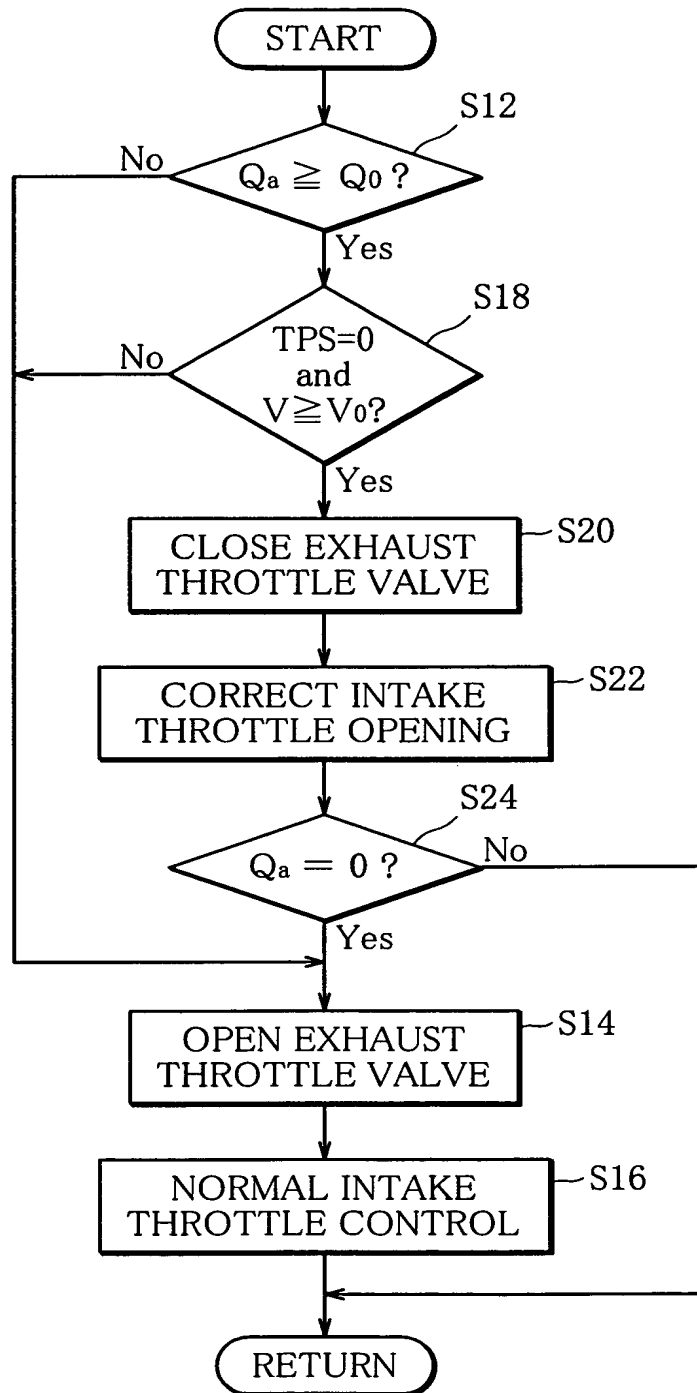 START
S12
No
Qa ≧ Q0 ?
Yes
S18
No
TPS=0
and
V≧V0?
Yes
S20
CLOSE EXHAUST
THROTTLE VALVE
S22
CORRECT INTAKE
THROTTLE OPENING
S24
Qa = 0 ?
No
Yes
S14
OPEN EXHAUST
THROTTLE VALVE
S16
NORMAL INTAKE
THROTTLE CONTROL
RETURN